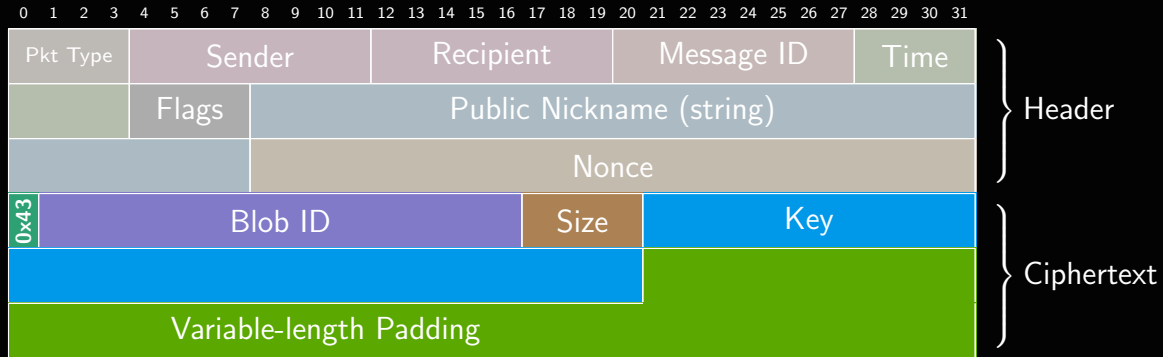 0 1 2 3 4 5 6 7 8 9 10 11 12 13 14 15 16 17 18 19 20 21 22 23 24 25 26 27 28 29 30 31
Pkt Type Sender Recipient Message ID Time
Flags Public Nickname (string)
Header
Nonce
0x43 Blob ID Size Key
Ciphertext
Variable-length Padding